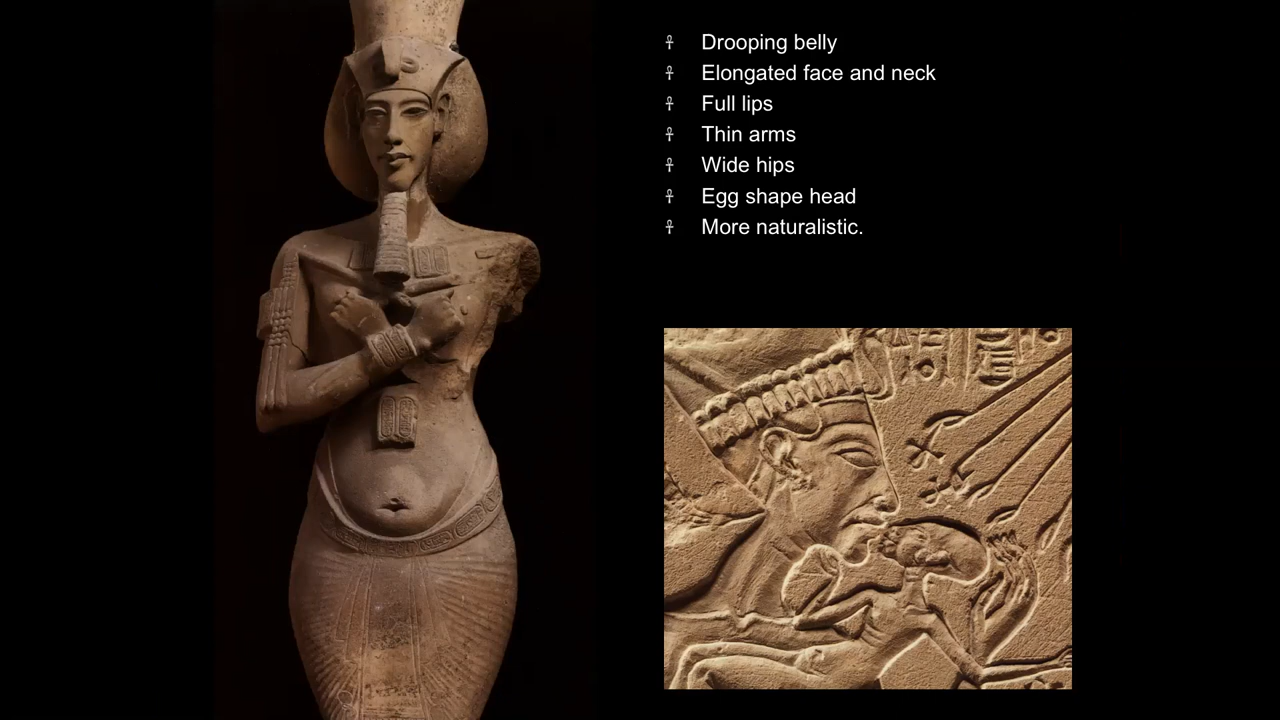 Drooping belly
Elongated face and neck
Full lips
Thin arms
Wide hips
Egg shape head
More naturalistic.